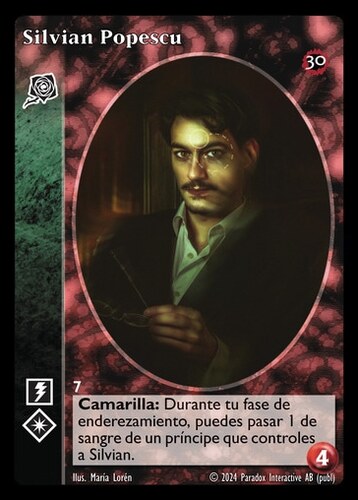 Silvian Popescu
30
7
Camarilla: Durante tu fase de
enderezamiento, puedes pasar 1 de
sangre de un príncipe que controles
a Silvian.
4
Ilus. María Lorén © 2024 Paradox Interactive AB (publ)